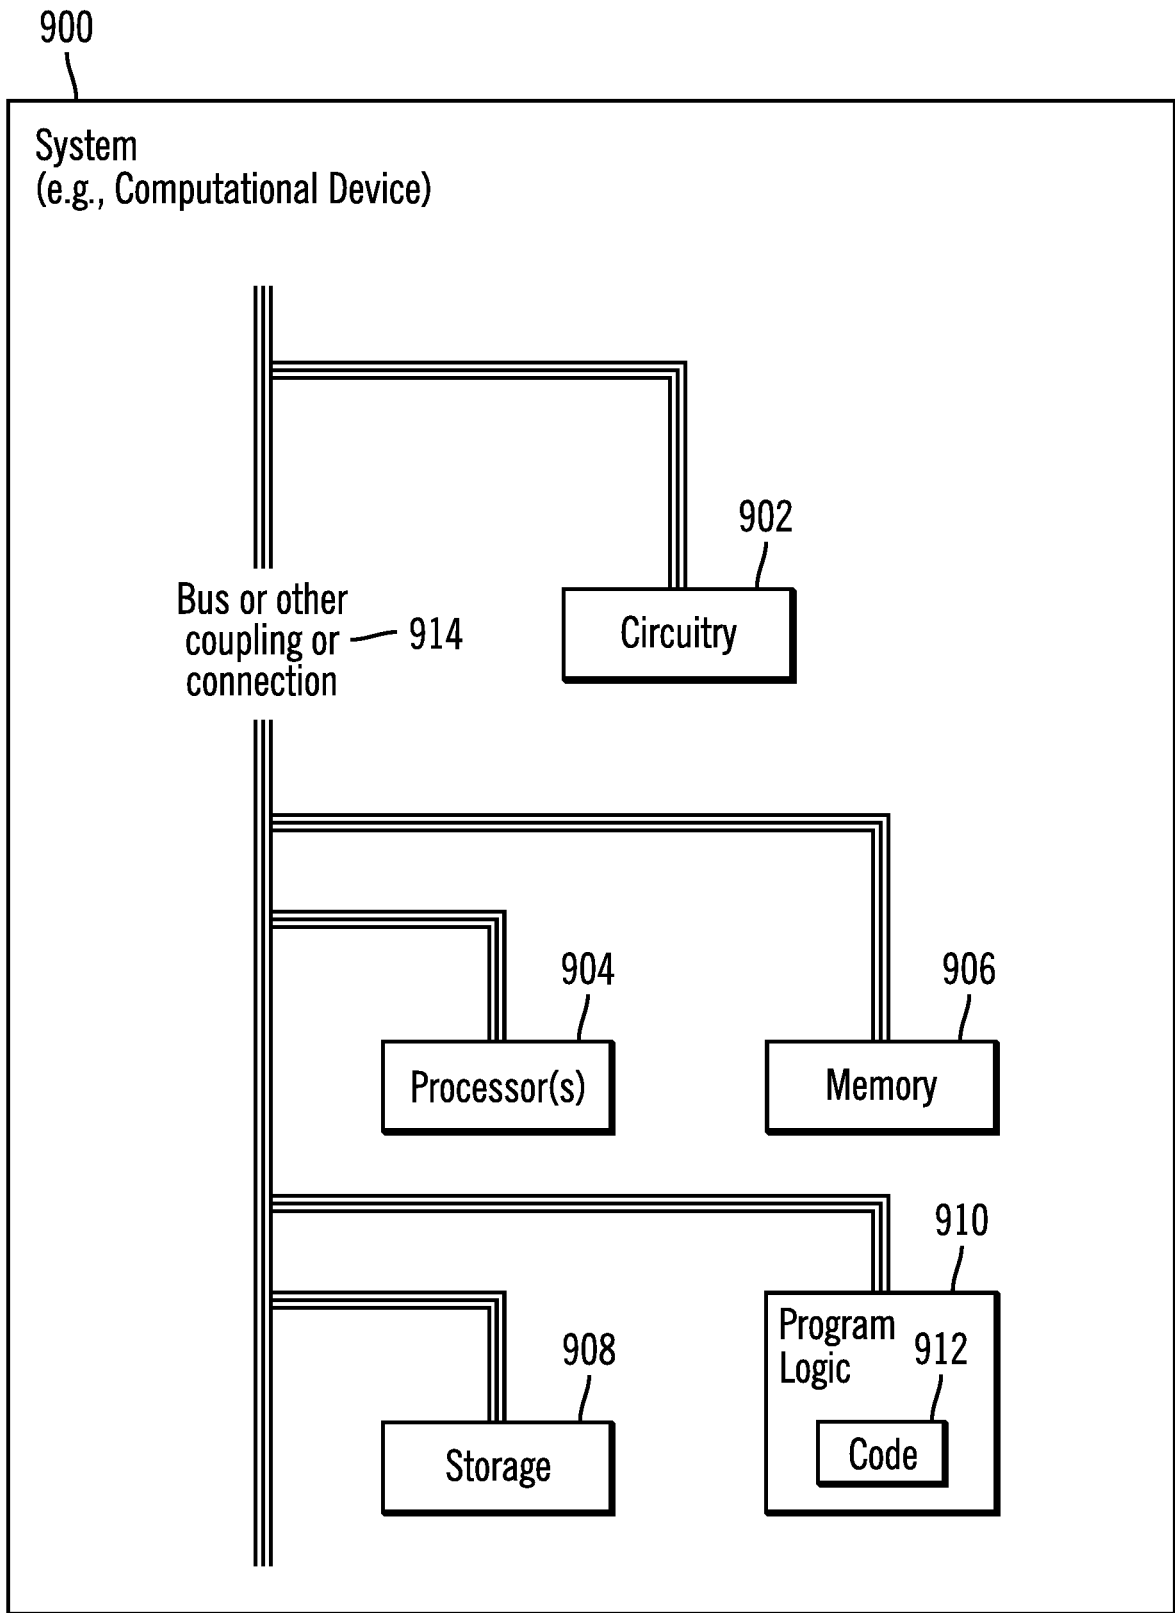 900
System
(e.g., Computational Device)
902
Bus or other
coupling or
connection
914
Circuitry
904
906
Processor(s)
Memory
910
Program
Logic
912
908
Code
Storage